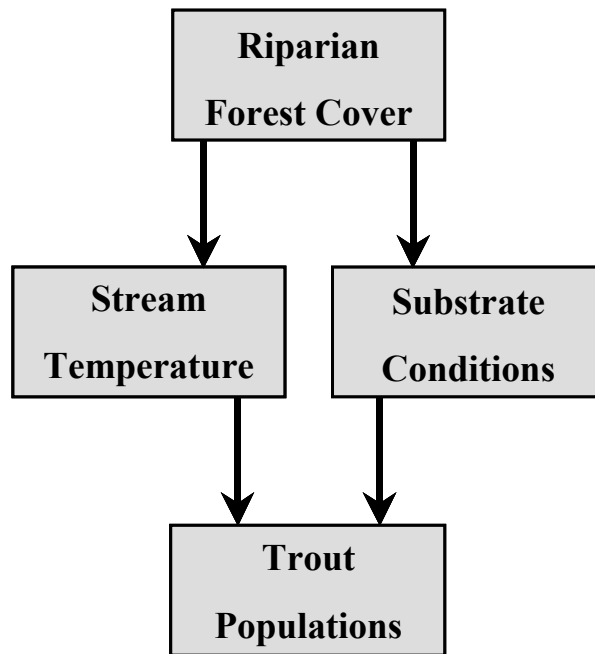 Riparian
Forest Cover
Stream
Temperature
Substrate
Conditions
Trout
Populations